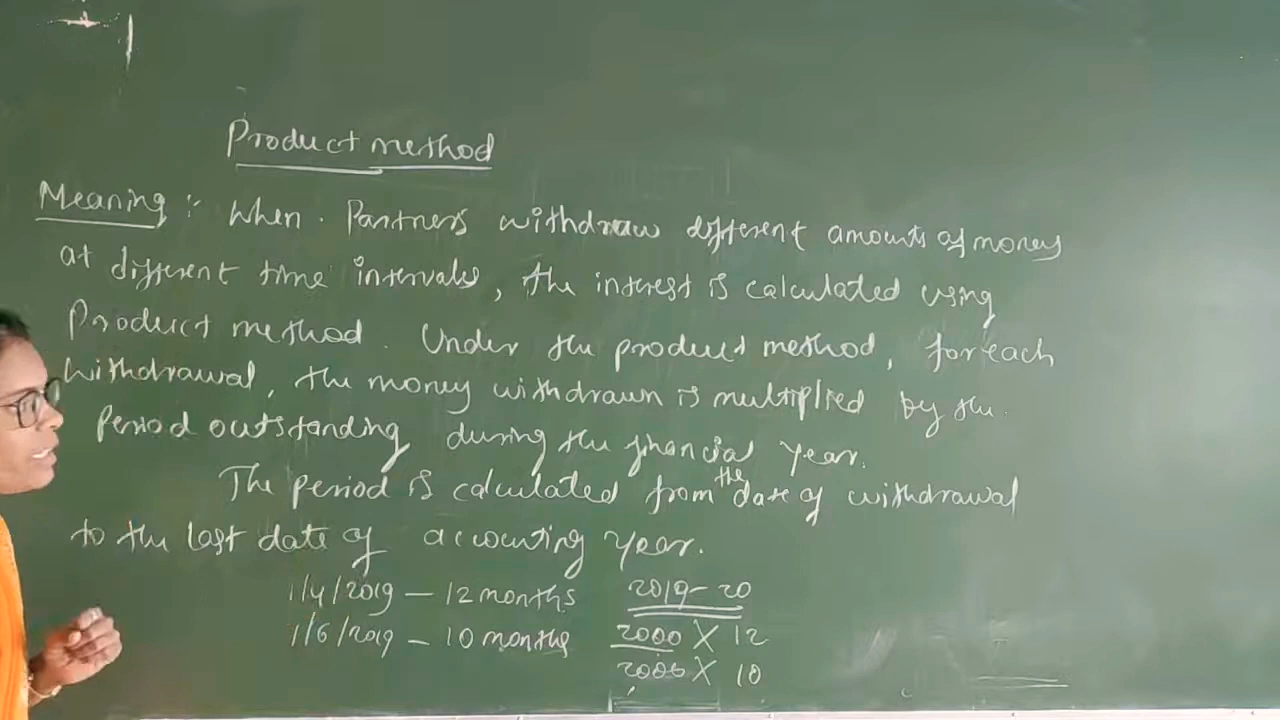 Product method
Meaning :- When Partners withdraw different amounts of money
at different time intervals, the interest is calculated using
Product method. Under the product method, for each
withdrawal, the money withdrawn is multiplied by the
Period outstanding during the financial year.
The period is calculated from the date of withdrawal
to the last date of accounting year.
1/4/2019 - 12 months 2019-20
1/6/2019 - 10 months 2000 X 12
2000 X 10